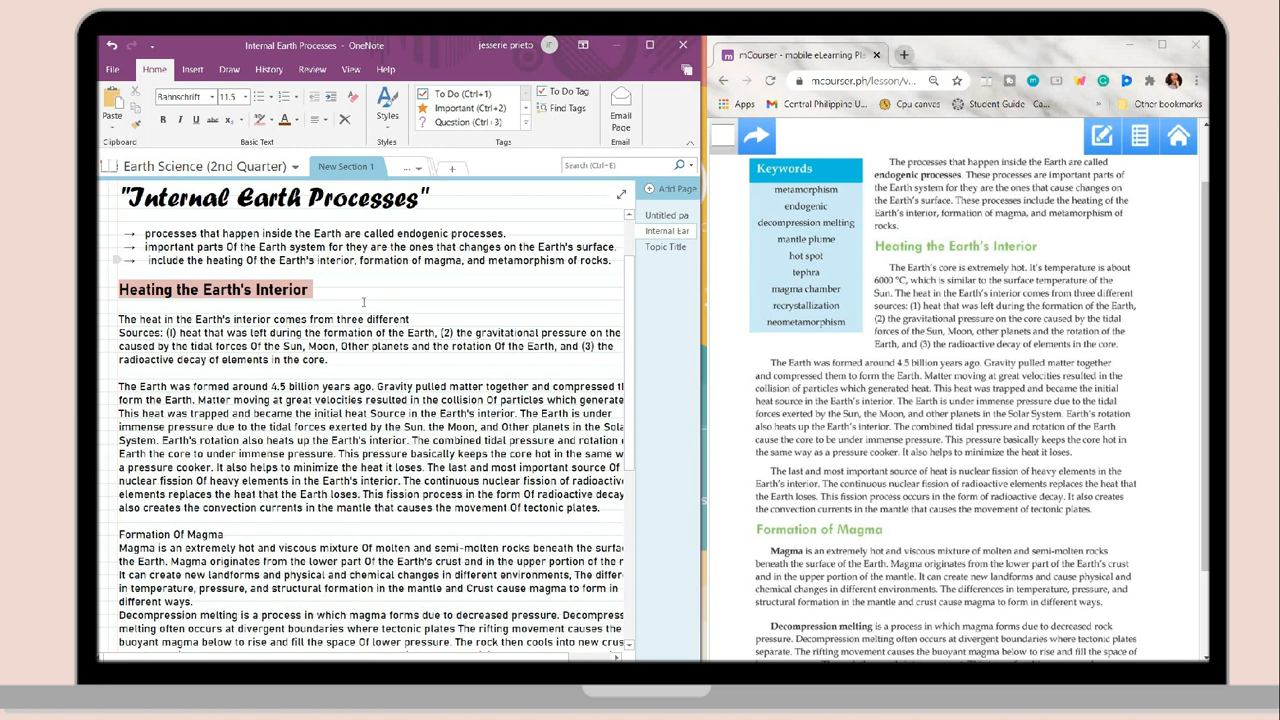 Internal Earth Processes - OneNote
jesserie prieto
JP
File Home Insert Draw History Review View Help
Paste
Clipboard
Bahnschrift 11.5
B I U abc x₂ A
Basic Text
Styles
To Do (Ctrl+1)
Important (Ctrl+2)
Question (Ctrl+3)
To Do Tag
Find Tags
Tags
Email Page
Email
Earth Science (2nd Quarter)
New Section 1
...
Search (Ctrl+E)
Add Page
Untitled pa
Internal Ear
Topic Title
"Internal Earth Processes"
→ processes that happen inside the Earth are called endogenic processes.
→ important parts Of the Earth system for they are the ones that changes on the Earth's surface.
→ include the heating Of the Earth's interior, formation of magma, and metamorphism of rocks.
Heating the Earth's Interior
The heat in the Earth's interior comes from three different
Sources: (I) heat that was left during the formation of the Earth, (2) the gravitational pressure on the
caused by the tidal forces Of the Sun, Moon, Other planets and the rotation Of the Earth, and (3) the
radioactive decay of elements in the core.
The Earth was formed around 4.5 billion years ago. Gravity pulled matter together and compressed tl
form the Earth. Matter moving at great velocities resulted in the collision Of particles which generate
This heat was trapped and became the initial heat Source in the Earth's interior. The Earth is under
immense pressure due to the tidal forces exerted by the Sun. the Moon, and Other planets in the Sola
System. Earth's rotation also heats up the Earth's interior. The combined tidal pressure and rotation
Earth the core to under immense pressure. This pressure basically keeps the core hot in the same w
a pressure cooker. It also helps to minimize the heat it loses. The last and most important source Of
nuclear fission Of heavy elements in the Earth's interior. The continuous nuclear fission of radioactive
elements replaces the heat that the Earth loses. This fission process in the form Of radioactive decay
also creates the convection currents in the mantle that causes the movement Of tectonic plates.
Formation Of Magma
Magma is an extremely hot and viscous mixture Of molten and semi-molten rocks beneath the surfac
the Earth. Magma originates from the lower part Of the Earth's crust and in the upper portion of the r
It can create new landforms and physical and chemical changes in different environments, The differe
in temperature, pressure, and structural formation in the mantle and Crust cause magma to form in
different ways.
Decompression melting is a process in which magma forms due to decreased pressure. Decompress
melting often occurs at divergent boundaries where tectonic plates The rifting movement causes the
buoyant magma below to rise and fill the space Of lower pressure. The rock then cools into new crus
mCourser - mobile eLearning Pla
mcourser.ph/lesson/v...
Apps Central Philippine U... Cpu canvas Student Guide Ca... » Other bookmarks
Keywords
metamorphism
endogenic
decompression melting
mantle plume
hot spot
tephra
magma chamber
recrystallization
neometamorphism
The processes that happen inside the Earth are called
endogenic processes. These processes are important parts of
the Earth system for they are the ones that cause changes on
the Earth's surface. These processes include the heating of the
Earth's interior, formation of magma, and metamorphism of
rocks.
Heating the Earth's Interior
The Earth's core is extremely hot. It's temperature is about
6000 °C, which is similar to the surface temperature of the
Sun. The heat in the Earth's interior comes from three different
sources: (1) heat that was left during the formation of the Earth,
(2) the gravitational pressure on the core caused by the tidal
forces of the Sun, Moon, other planets and the rotation of the
Earth, and (3) the radioactive decay of elements in the core.
The Earth was formed around 4.5 billion years ago. Gravity pulled matter together
and compressed them to form the Earth. Matter moving at great velocities resulted in the
collision of particles which generated heat. This heat was trapped and became the initial
heat source in the Earth's interior. The Earth is under immense pressure due to the tidal
forces exerted by the Sun, the Moon, and other planets in the Solar System. Earth's rotation
also heats up the Earth's interior. The combined tidal pressure and rotation of the Earth
cause the core to be under immense pressure. This pressure basically keeps the core hot in
the same way as a pressure cooker. It also helps to minimize the heat it loses.
The last and most important source of heat is nuclear fission of heavy elements in the
Earth's interior. The continuous nuclear fission of radioactive elements replaces the heat that
the Earth loses. This fission process occurs in the form of radioactive decay. It also creates
the convection currents in the mantle that causes the movement of tectonic plates.
Formation of Magma
Magma is an extremely hot and viscous mixture of molten and semi-molten rocks
beneath the surface of the Earth. Magma originates from the lower part of the Earth's crust
and in the upper portion of the mantle. It can create new landforms and cause physical and
chemical changes in different environments. The differences in temperature, pressure, and
structural formation in the mantle and crust cause magma to form in different ways.
Decompression melting is a process in which magma forms due to decreased rock
pressure. Decompression melting often occurs at divergent boundaries where tectonic plates
separate. The rifting movement causes the buoyant magma below to rise and fill the space of